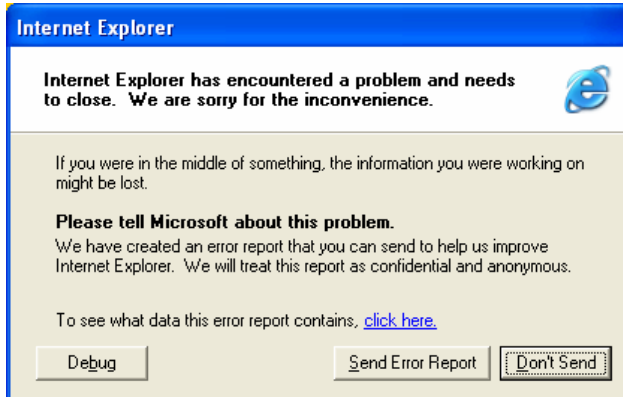 Internet Explorer
Internet Explorer has encountered a problem and needs
to close.  We are sorry for the inconvenience.
If you were in the middle of something, the information you were working on
might be lost.
Please tell Microsoft about this problem.
We have created an error report that you can send to help us improve
Internet Explorer.  We will treat this report as confidential and anonymous.
To see what data this error report contains, click here.
Debug
Send Error Report
Don't Send